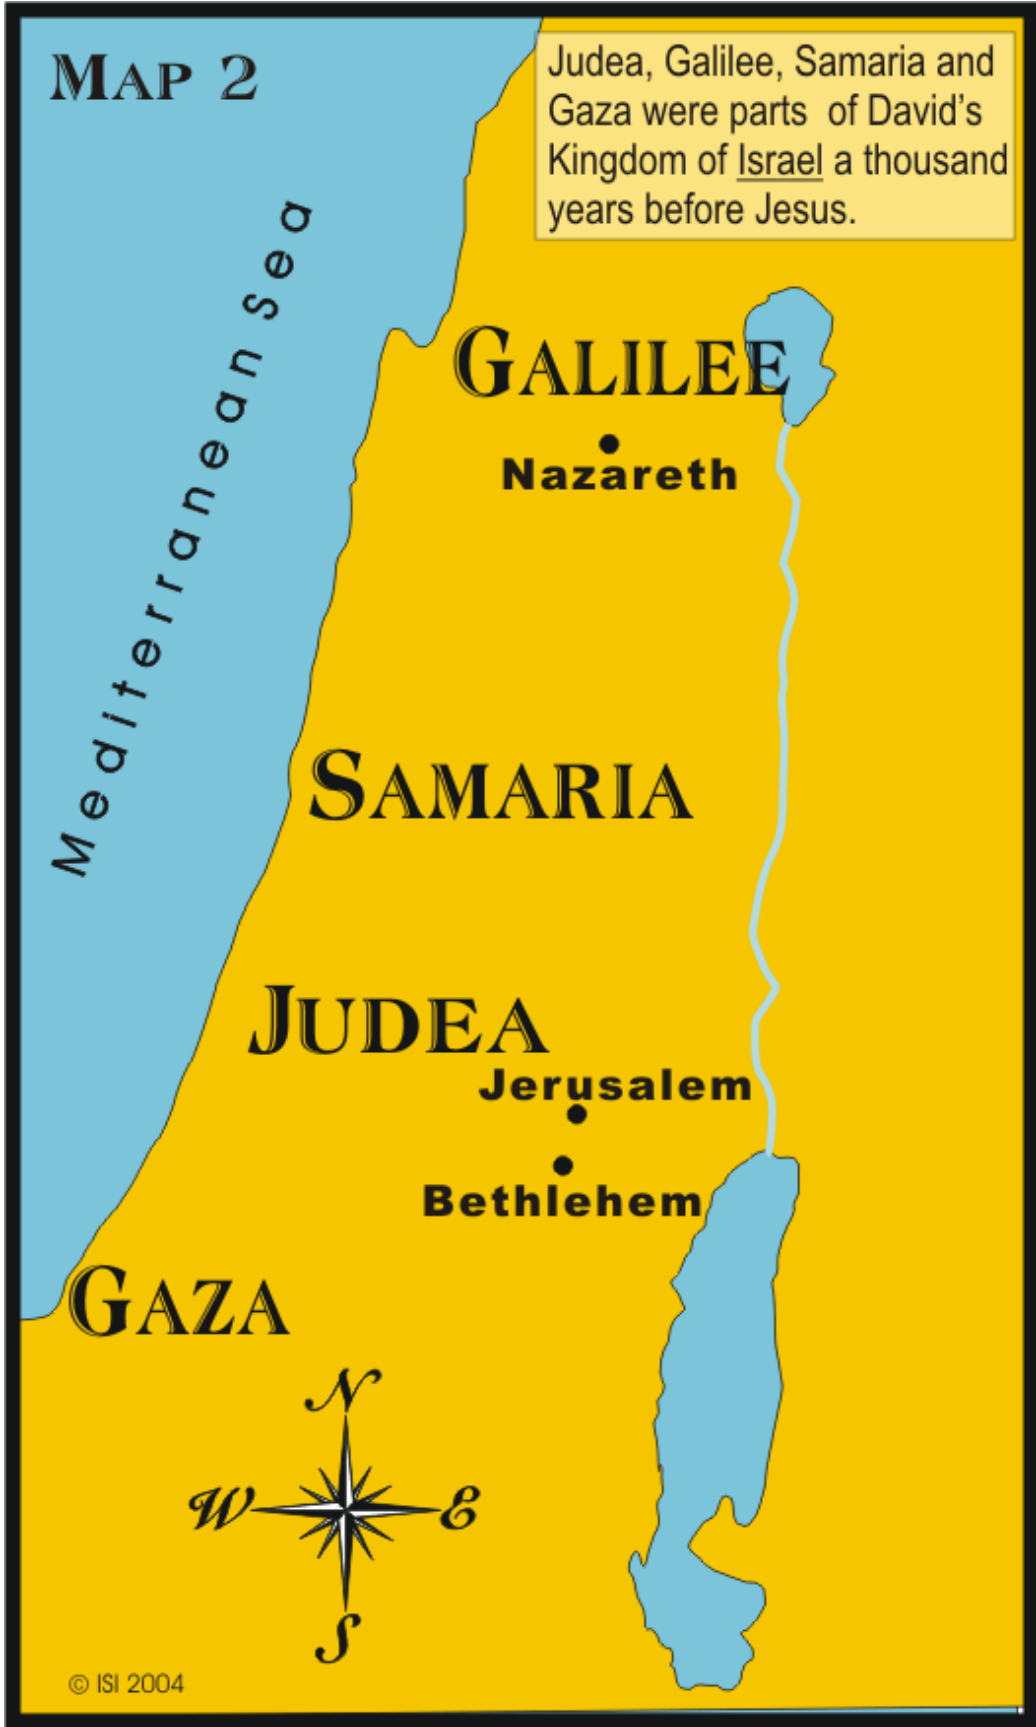 MAP 2
Judea, Galilee, Samaria and
Gaza were parts of David's
Kingdom of Israel a thousand
years before Jesus.
Mediterranean Sea
GALILEE
Nazareth
SAMARIA
JUDEA
Jerusalem
Bethlehem
GAZA
N
W E
S
© ISI 2004